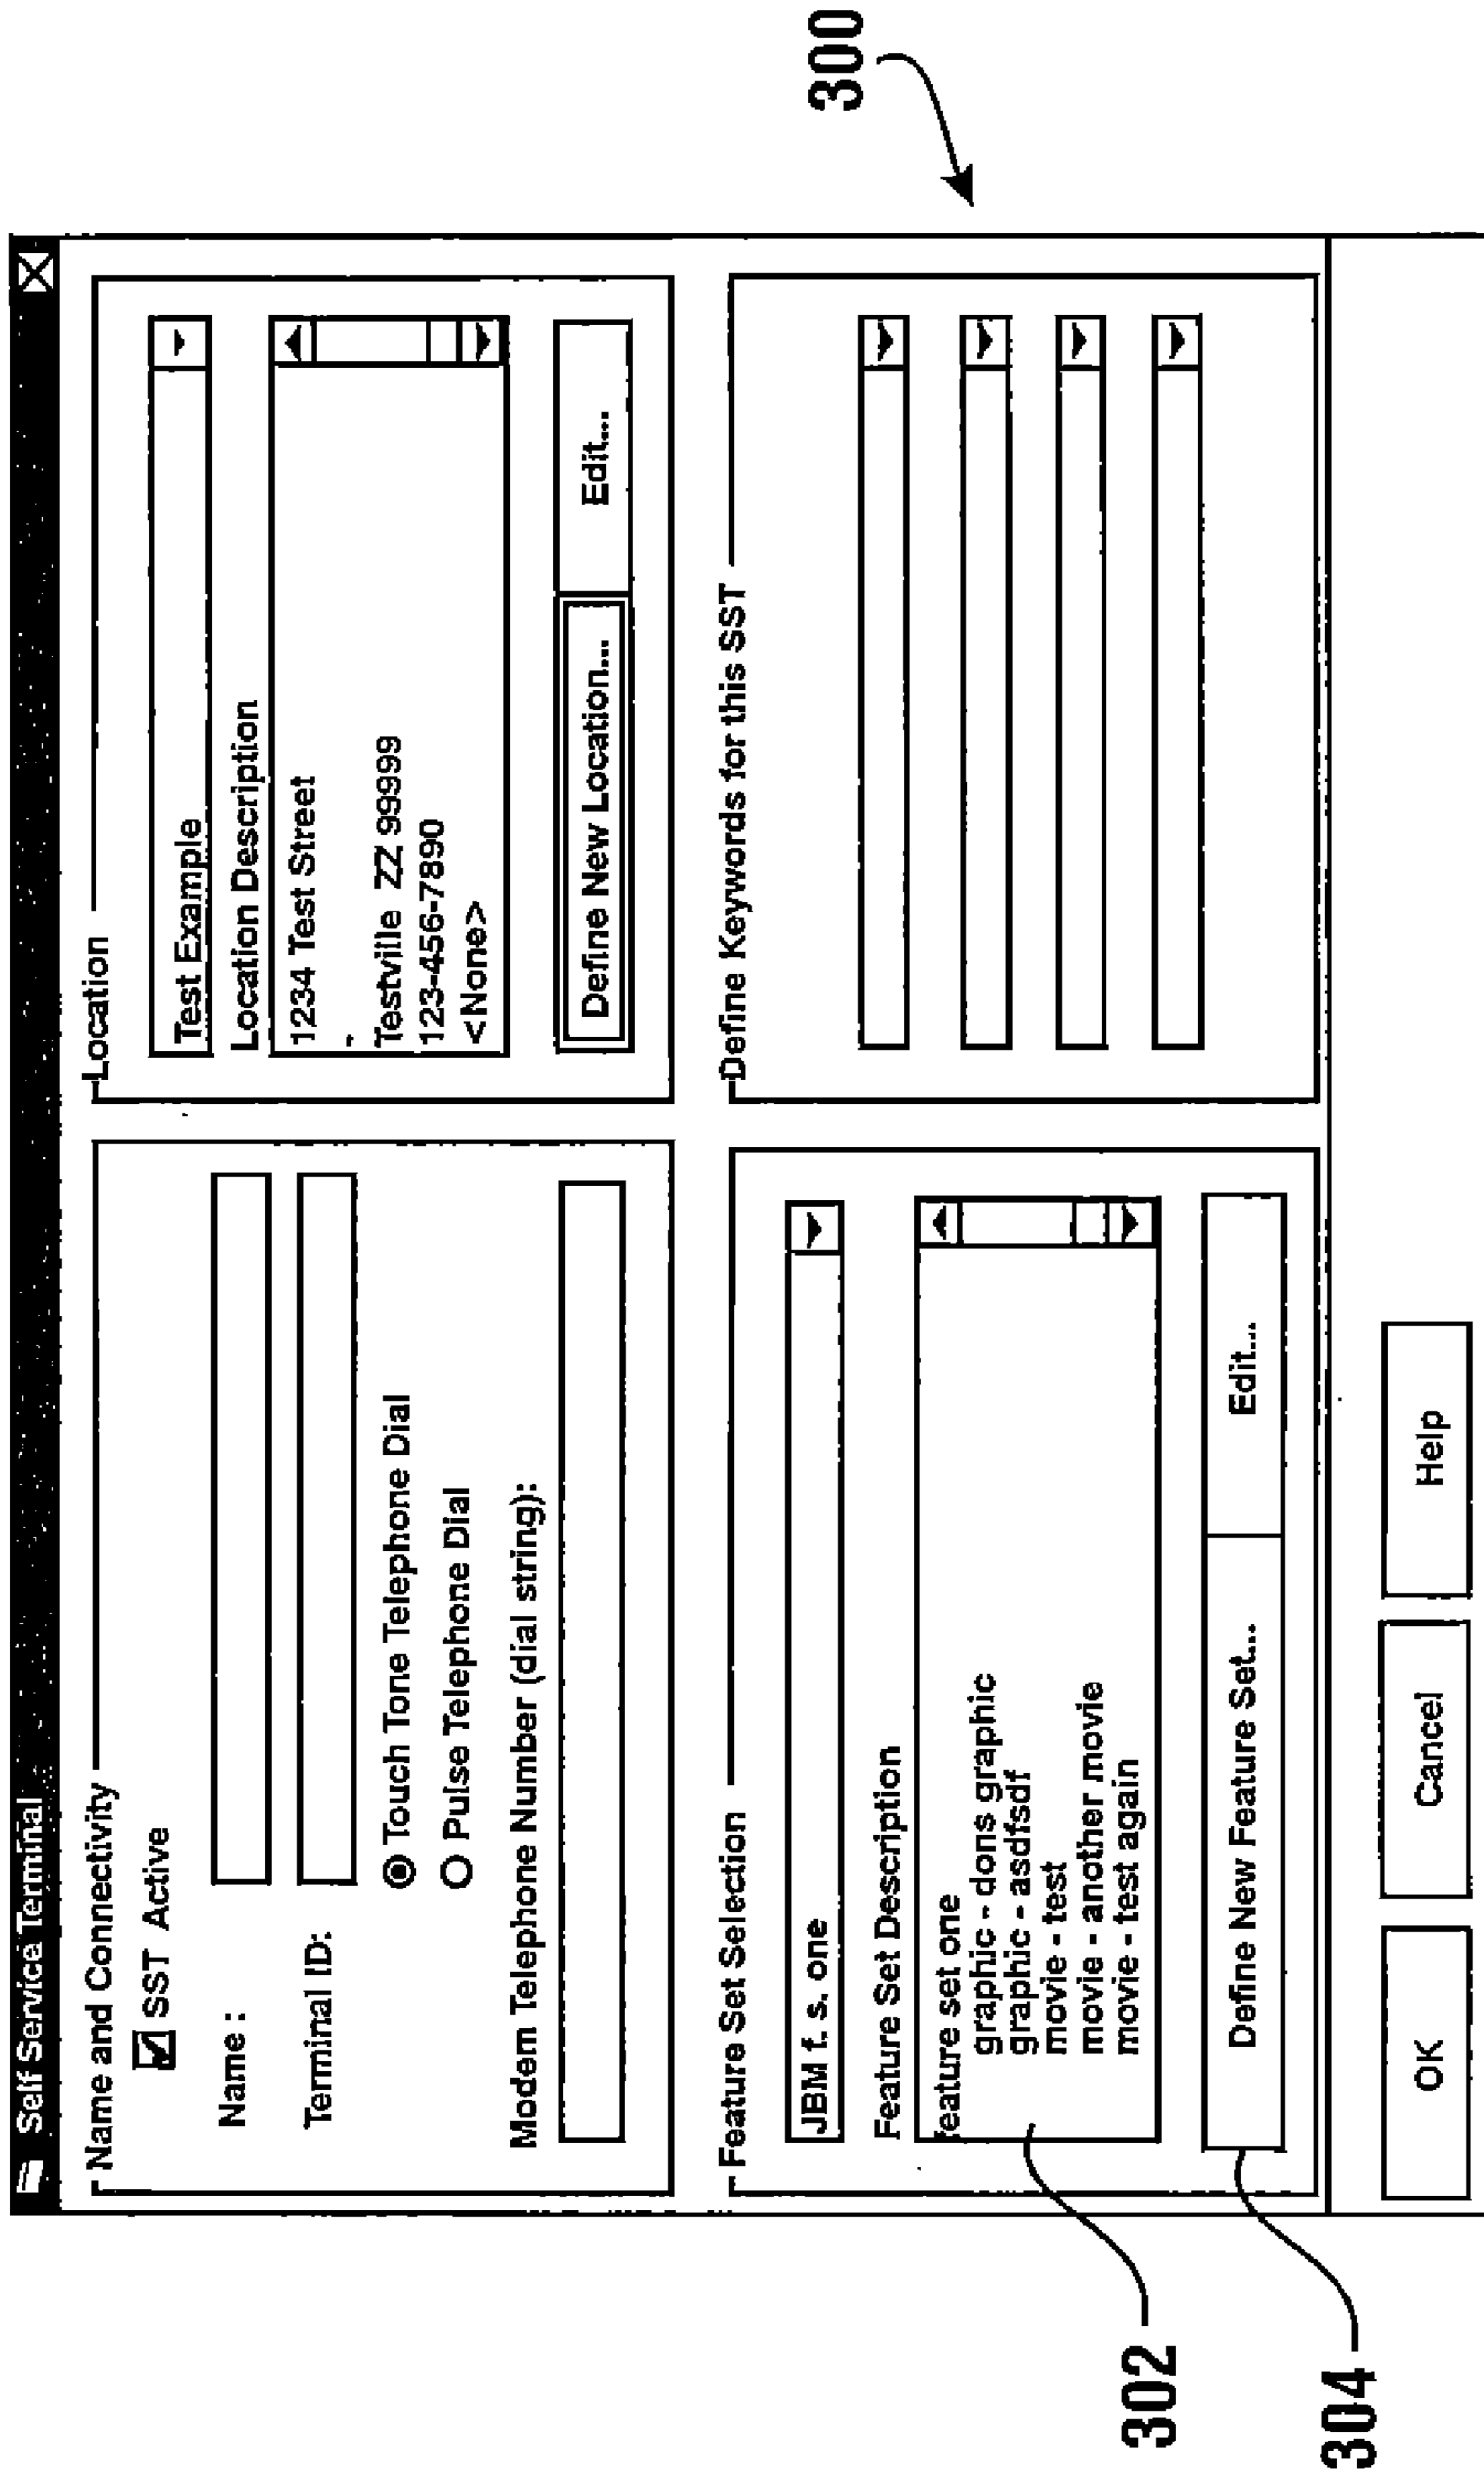 Self Service Terminal
Name and Connectivity
SST Active
Name :
Terminal ID:
Touch Tone Telephone Dial
Pulse Telephone Dial
Modem Telephone Number (dial string):
Location
Test Example
Location Description
1234 Test Street
,
Testville ZZ 99999
123-456-7890
<None>
Define New Location...
Edit...
Feature Set Selection
JBM f. s. one
Feature Set Description
feature set one
graphic - dons graphic
graphic - asdfsdf
movie - test
movie - another movie
movie - test again
Define New Feature Set...
Edit...
Define Keywords for this SST
OK
Cancel
Help
300
302
304